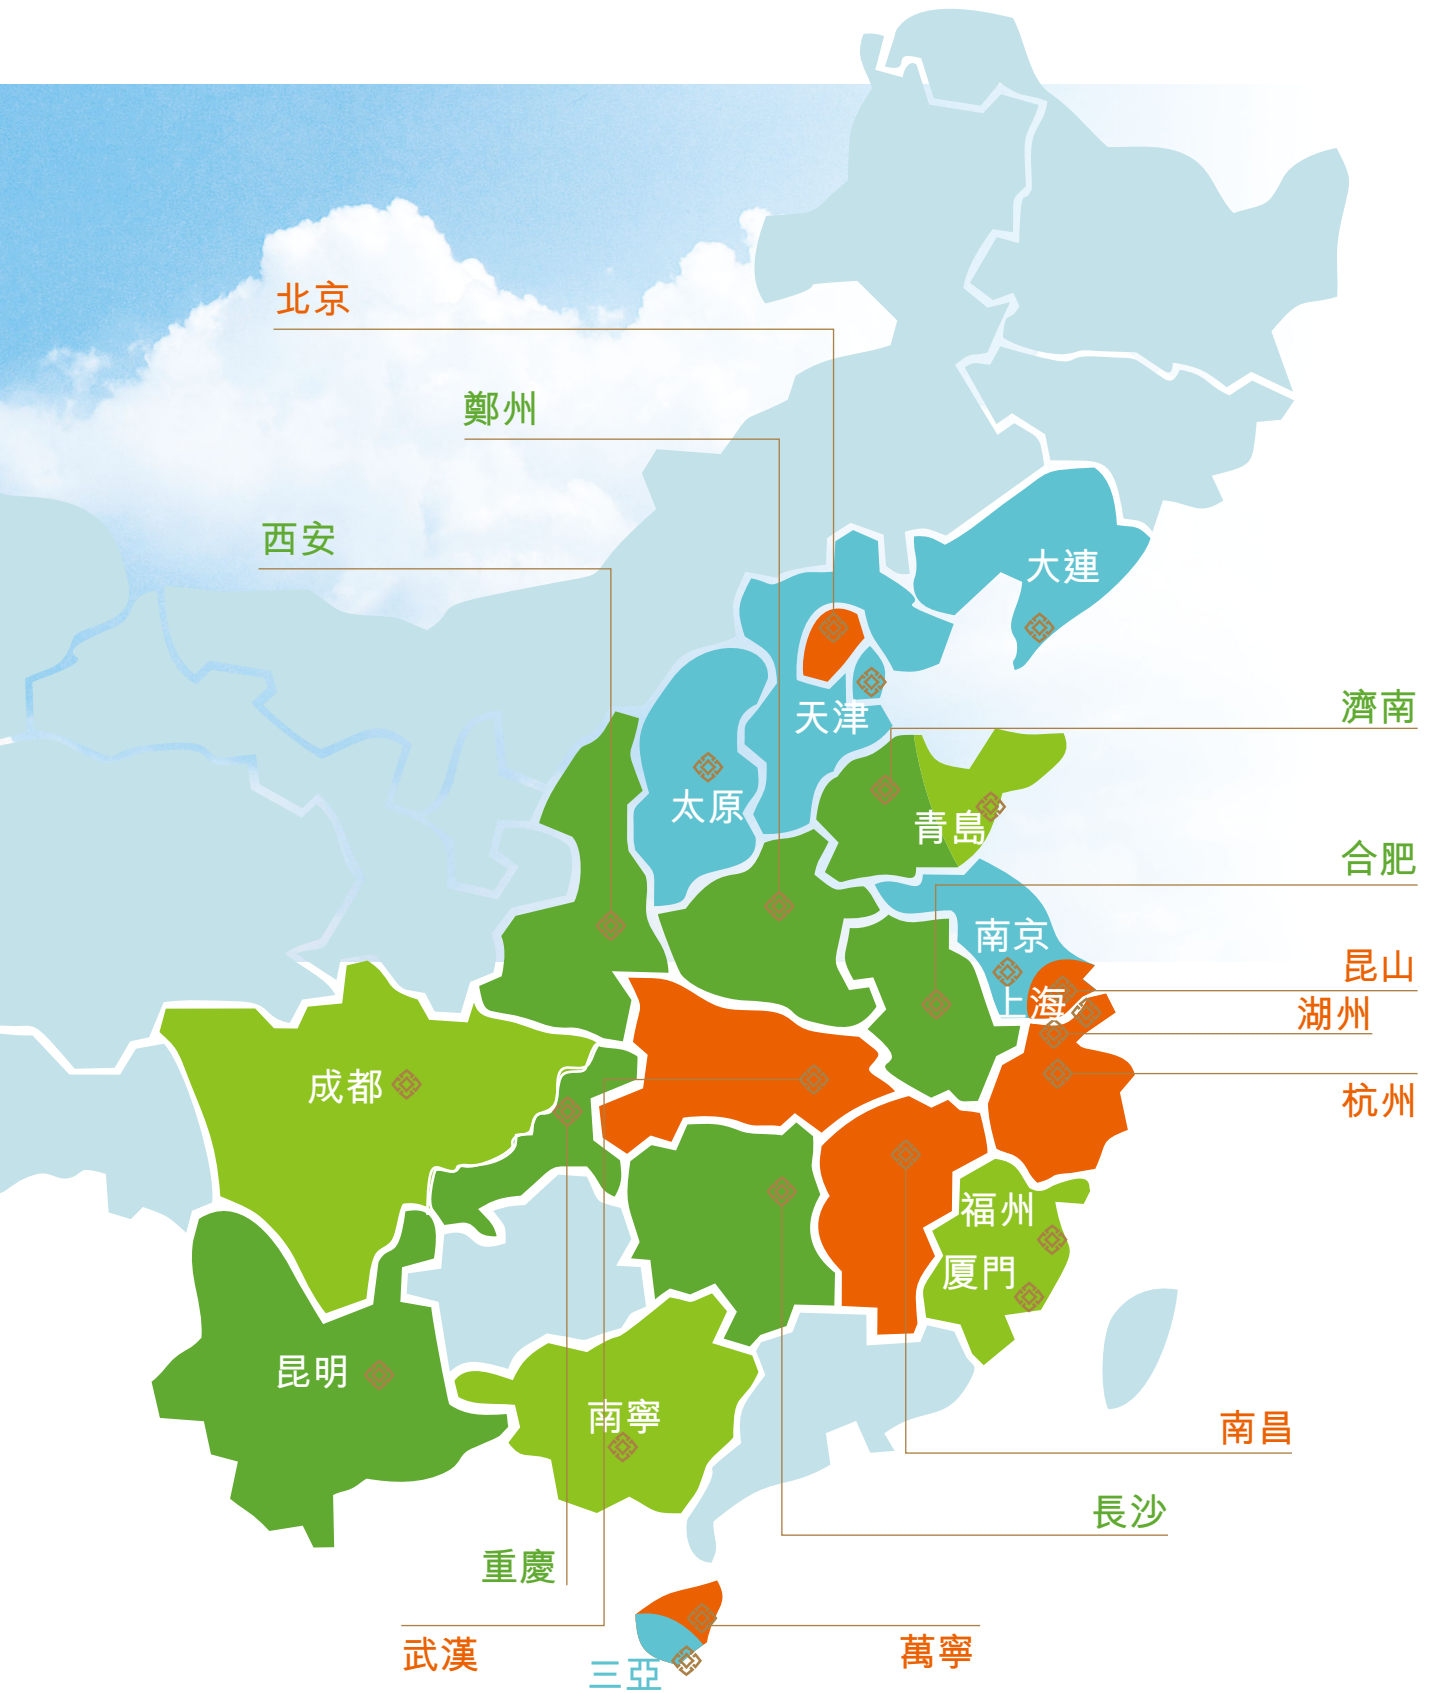 北京
鄭州
西安
大連
濟南
天津
太原
青島
合肥
南京
昆山
上海
湖州
成都
杭州
福州
厦門
昆明
南寧
南昌
長沙
重慶
武漢
萬寧
三亞